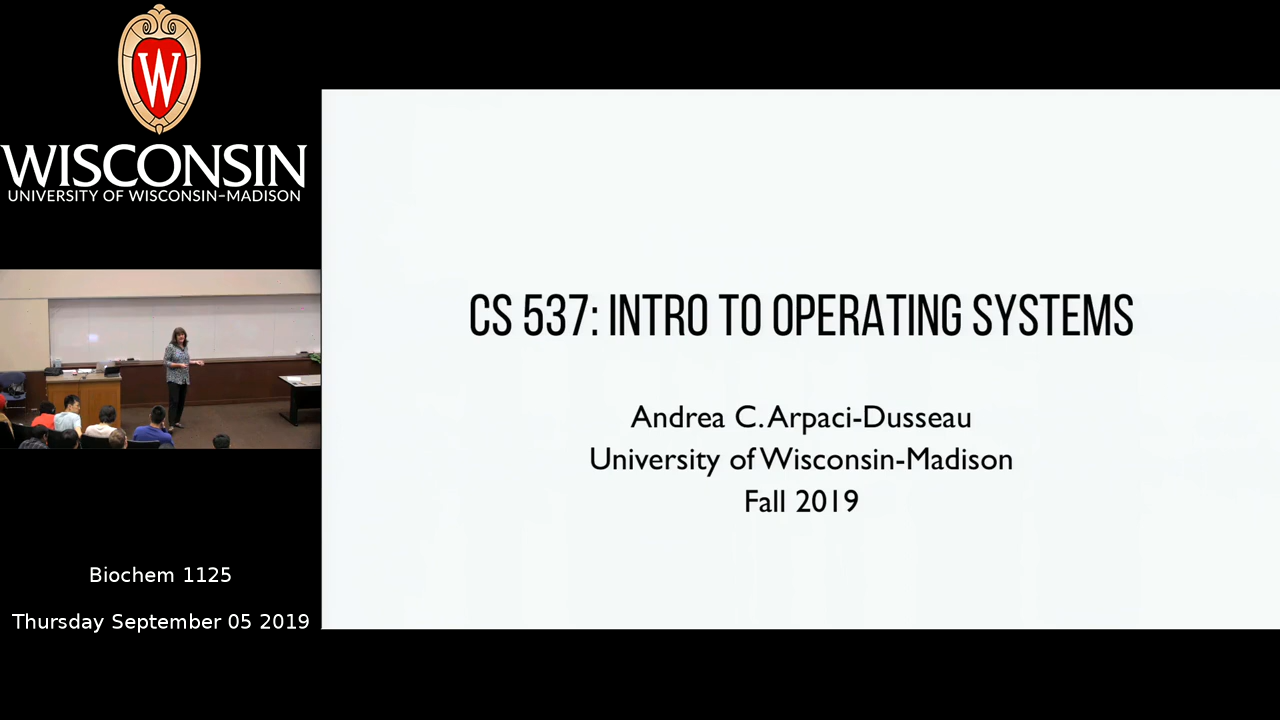 W
WISCONSIN
UNIVERSITY OF WISCONSIN–MADISON
CS 537: INTRO TO OPERATING SYSTEMS
Andrea C. Arpaci-Dusseau
University of Wisconsin-Madison
Fall 2019
Biochem 1125
Thursday September 05 2019